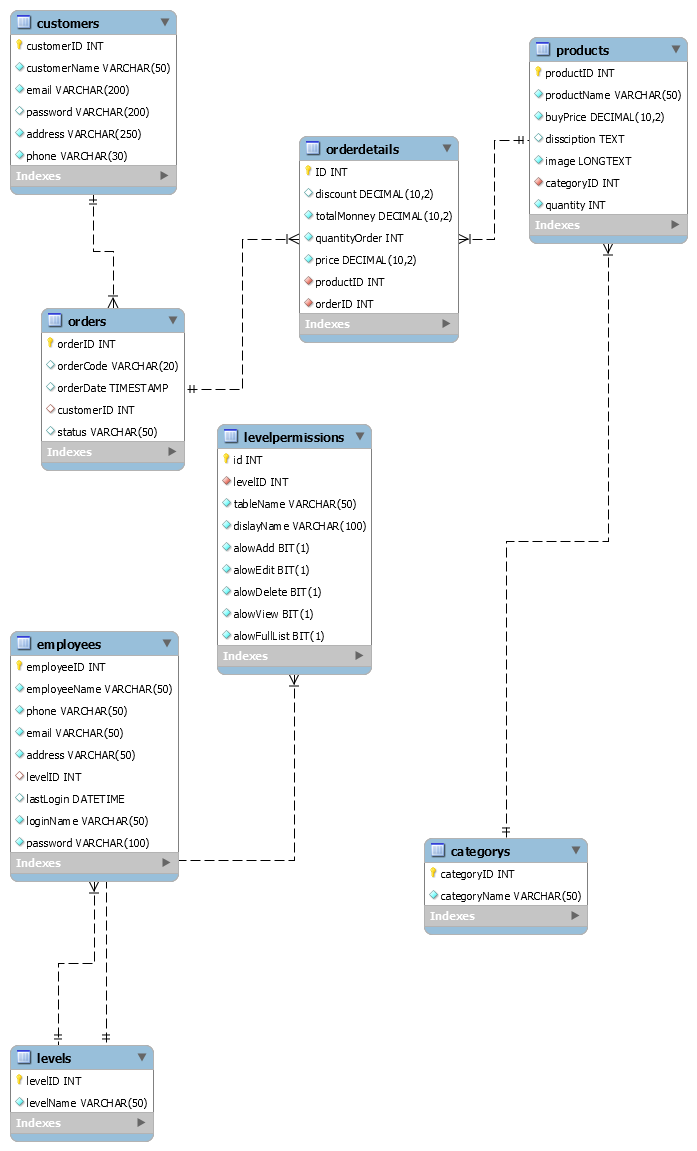 customers
customerID INT
customerName VARCHAR(50)
email VARCHAR(200)
password VARCHAR(200)
address VARCHAR(250)
phone VARCHAR(30)
Indexes
products
productID INT
productName VARCHAR(50)
buyPrice DECIMAL(10,2)
dissciption TEXT
image LONGTEXT
categoryID INT
quantity INT
Indexes
orderdetails
ID INT
discount DECIMAL(10,2)
totalMonney DECIMAL(10,2)
quantityOrder INT
price DECIMAL(10,2)
productID INT
orderID INT
Indexes
orders
orderID INT
orderCode VARCHAR(20)
orderDate TIMESTAMP
customerID INT
status VARCHAR(50)
Indexes
levelpermissions
id INT
levelID INT
tableName VARCHAR(50)
dislayName VARCHAR(100)
alowAdd BIT(1)
alowEdit BIT(1)
alowDelete BIT(1)
alowView BIT(1)
alowFullList BIT(1)
Indexes
employees
employeeID INT
employeeName VARCHAR(50)
phone VARCHAR(50)
email VARCHAR(50)
address VARCHAR(50)
levelID INT
lastLogin DATETIME
loginName VARCHAR(50)
password VARCHAR(100)
Indexes
categorys
categoryID INT
categoryName VARCHAR(50)
Indexes
levels
levelID INT
levelName VARCHAR(50)
Indexes